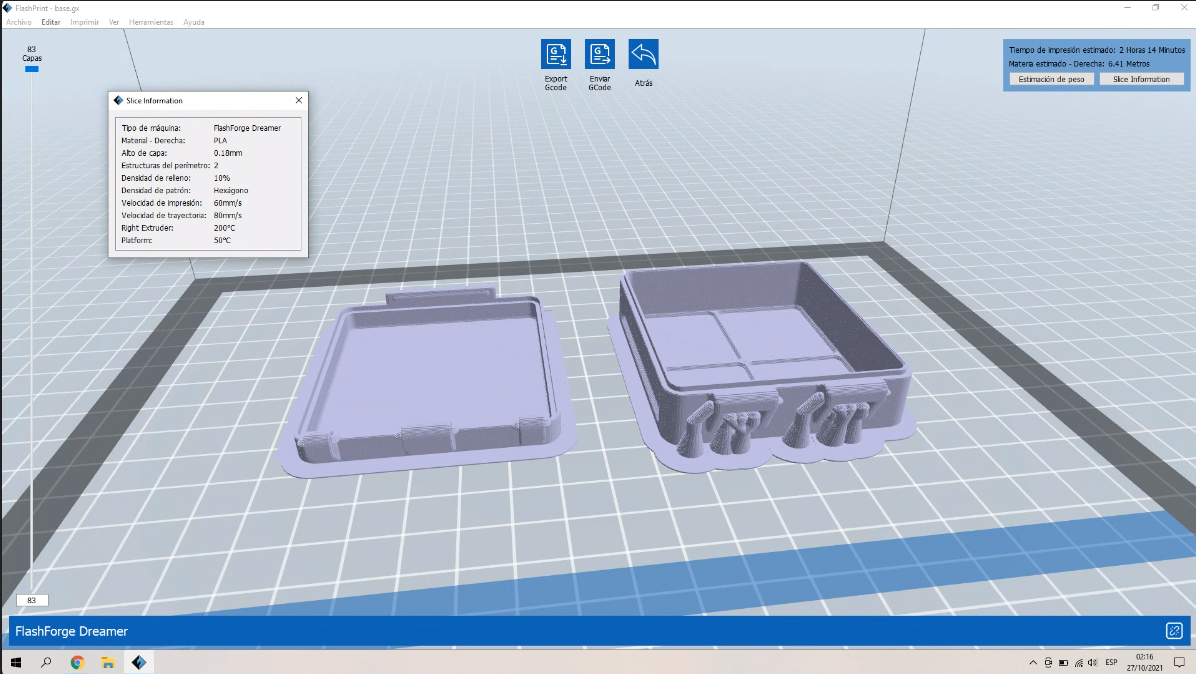 FlashPrint - base.gx
Archivo Editar Imprimir Ver Herramientas Ayuda
83
Capas
Export
Gcode
Enviar
GCode
Atrás
Tiempo de impresión estimado: 2 Horas 14 Minutos
Materia estimado - Derecha: 6.41 Metros
Estimación de peso
Slice Information
Slice Information
Tipo de máquina: FlashForge Dreamer
Material - Derecha: PLA
Alto de capa: 0.18mm
Estructuras del perímetro: 2
Densidad de relleno: 10%
Densidad de patrón: Hexágono
Velocidad de impresión: 60mm/s
Velocidad de trayectoria: 80mm/s
Right Extruder: 200°C
Platform: 50°C
83
FlashForge Dreamer
ESP
02:16
27/10/2021